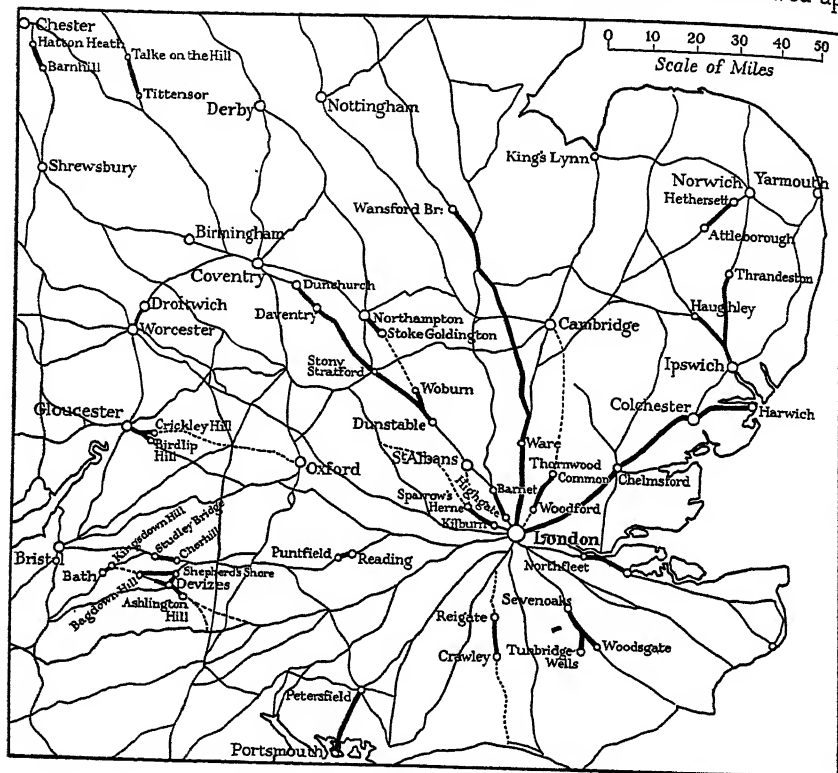 Chester
Hatton Heath
Barnhill
Talke on the Hill
Tittensor
Derby
Nottingham
0 10 20 30 40 50
Scale of Miles
Shrewsbury
King's Lynn
Norwich
Yarmouth
Hethersett
Attleborough
Wansford Br:
Birmingham
Coventry
Dunchurch
Daventry
Thrandeston
Haughley
Droitwich
Worcester
Northampton
Stoke Goldington
Cambridge
Stony
Stratford
Ipswich
Woburn
Gloucester
Crickley Hill
Birdlip
Hill
Dunstable
Colchester
Harwich
Ware
Oxford
St Albans
Thornwood
Common
Chelmsford
Highgate
Barnet
Sparrow's
Herne
Kilburn
Woodford
London
Northfleet
Bristol
Kingsdown Hill
Studley Bridge
Cherhill
Puntfield
Reading
Bath
Shepherd's Shore
Devizes
Bagdown Hill
Ashlington
Hill
Reigate
Sevenoaks
Crawley
Tunbridge
Wells
Woodsgate
Petersfield
Portsmouth